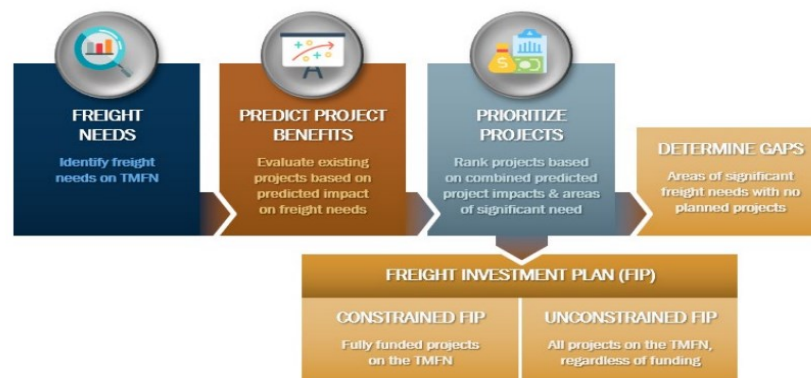 FREIGHT
NEEDS
Identify freight
needs on TMFN
PREDICT PROJECT
BENEFITS
Evaluate existing
projects based on
predicted impact
on freight needs
PRIORITIZE
PROJECTS
Rank projects based
on combined predicted
project impacts & areas
of significant need
DETERMINE GAPS
Areas of significant
freight needs with no
planned projects
FREIGHT INVESTMENT PLAN (FIP)
CONSTRAINED FIP
Fully funded projects
on the TMFN
UNCONSTRAINED FIP
All projects on the TMFN,
regardless of funding